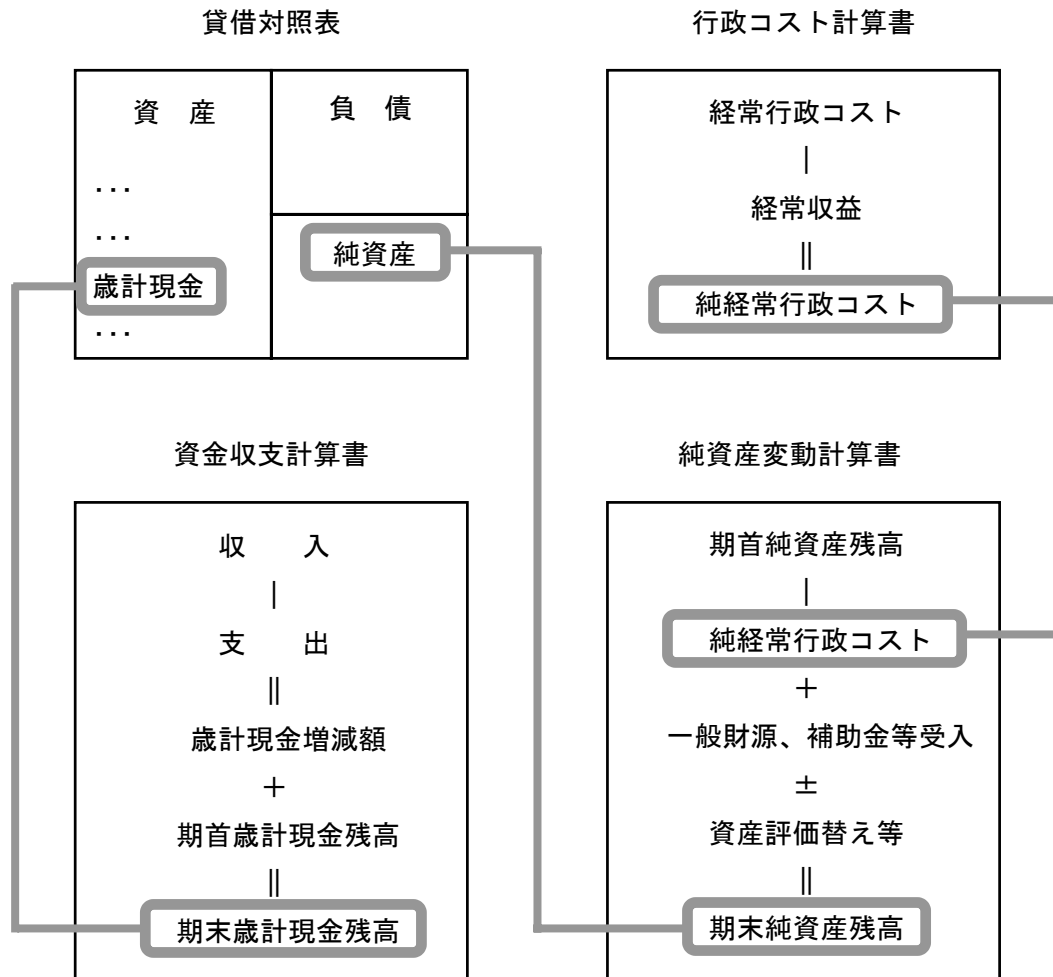 貸借対照表
資　産
負　債
・・・
・・・
歳計現金
・・・
純資産
行政コスト計算書
経常行政コスト
｜
経常収益
||
純経常行政コスト
資金収支計算書
収　　入
｜
支　　出
||
歳計現金増減額
＋
期首歳計現金残高
||
期末歳計現金残高
純資産変動計算書
期首純資産残高
｜
純経常行政コスト
＋
一般財源、補助金等受入
±
資産評価替え等
||
期末純資産残高